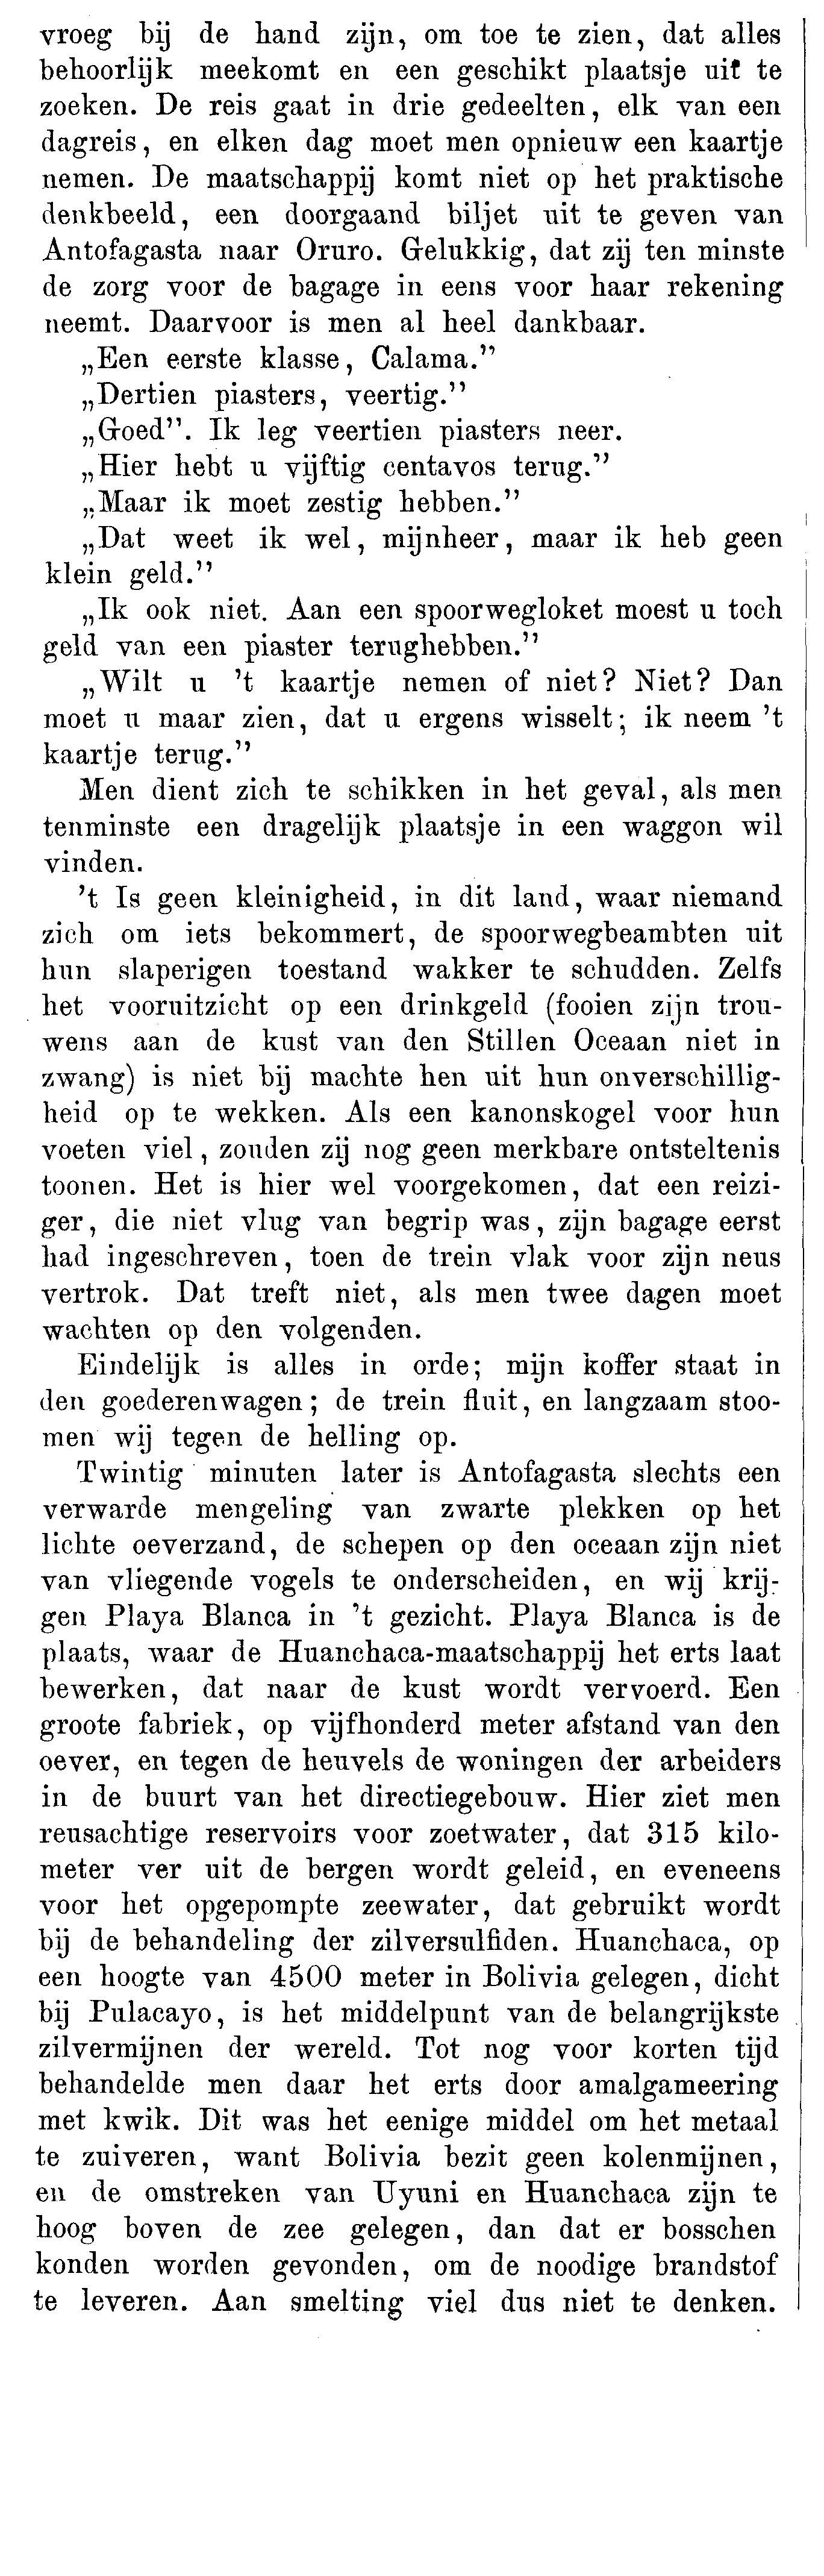 vroeg bij de hand zijn, om toe te zien, dat alles
behoorlijk meekomt en een geschikt plaatsje uit te
zoeken. De reis gaat in drie gedeelten, elk van een
dagreis, en elken dag moet men opnieuw een kaartje
nemen. De maatschappij komt niet op het praktische
denkbeeld, een doorgaand biljet uit te geven van
Antofagasta naar Oruro. Gelukkig, dat zij ten minste
de zorg voor de bagage in eens voor haar rekening
neemt. Daarvoor is men al heel dankbaar.
„Een eerste klasse, Calama.”
„Dertien piasters, veertig.”
„Goed”. Ik leg veertien piasters neer.
„Hier hebt u vijftig centavos terug.”
„Maar ik moet zestig hebben.”
„Dat weet ik wel, mijnheer, maar ik heb geen
klein geld.”
„Ik ook niet. Aan een spoorwegloket moest u toch
geld van een piaster terughebben.”
„Wilt u ’t kaartje nemen of niet? Niet? Dan
moet u maar zien, dat u ergens wisselt; ik neem ’t
kaartje terug.”
Men dient zich te schikken in het geval, als men
tenminste een dragelijk plaatsje in een waggon wil
vinden.
’t Is geen kleinigheid, in dit land, waar niemand
zich om iets bekommert, de spoorwegbeambten uit
hun slaperigen toestand wakker te schudden. Zelfs
het vooruitzicht op een drinkgeld (fooien zijn trou-
wens aan de kust van den Stillen Oceaan niet in
zwang) is niet bij machte hen uit hun onverschillig-
heid op te wekken. Als een kanonskogel voor hun
voeten viel, zouden zij nog geen merkbare ontsteltenis
toonen. Het is hier wel voorgekomen, dat een reizi-
ger, die niet vlug van begrip was, zijn bagage eerst
had ingeschreven, toen de trein vlak voor zijn neus
vertrok. Dat treft niet, als men twee dagen moet
wachten op den volgenden.
Eindelijk is alles in orde; mijn koffer staat in
den goederenwagen; de trein fluit, en langzaam stoo-
men wij tegen de helling op.
Twintig minuten later is Antofagasta slechts een
verwarde mengeling van zwarte plekken op het
lichte oeverzand, de schepen op den oceaan zijn niet
van vliegende vogels te onderscheiden, en wij krij-
gen Playa Blanca in ’t gezicht. Playa Blanca is de
plaats, waar de Huanchaca-maatschappij het erts laat
bewerken, dat naar de kust wordt vervoerd. Een
groote fabriek, op vijfhonderd meter afstand van den
oever, en tegen de heuvels de woningen der arbeiders
in de buurt van het directiegebouw. Hier ziet men
reusachtige reservoirs voor zoetwater, dat 315 kilo-
meter ver uit de bergen wordt geleid, en eveneens
voor het opgepompte zeewater, dat gebruikt wordt
bij de behandeling der zilversulfiden. Huanchaca, op
een hoogte van 4500 meter in Bolivia gelegen, dicht
bij Pulacayo, is het middelpunt van de belangrijkste
zilvermijnen der wereld. Tot nog voor korten tijd
behandelde men daar het erts door amalgameering
met kwik. Dit was het eenige middel om het metaal
te zuiveren, want Bolivia bezit geen kolenmijnen,
en de omstreken van Uyuni en Huanchaca zijn te
hoog boven de zee gelegen, dan dat er bosschen
konden worden gevonden, om de noodige brandstof
te leveren. Aan smelting viel dus niet te denken.